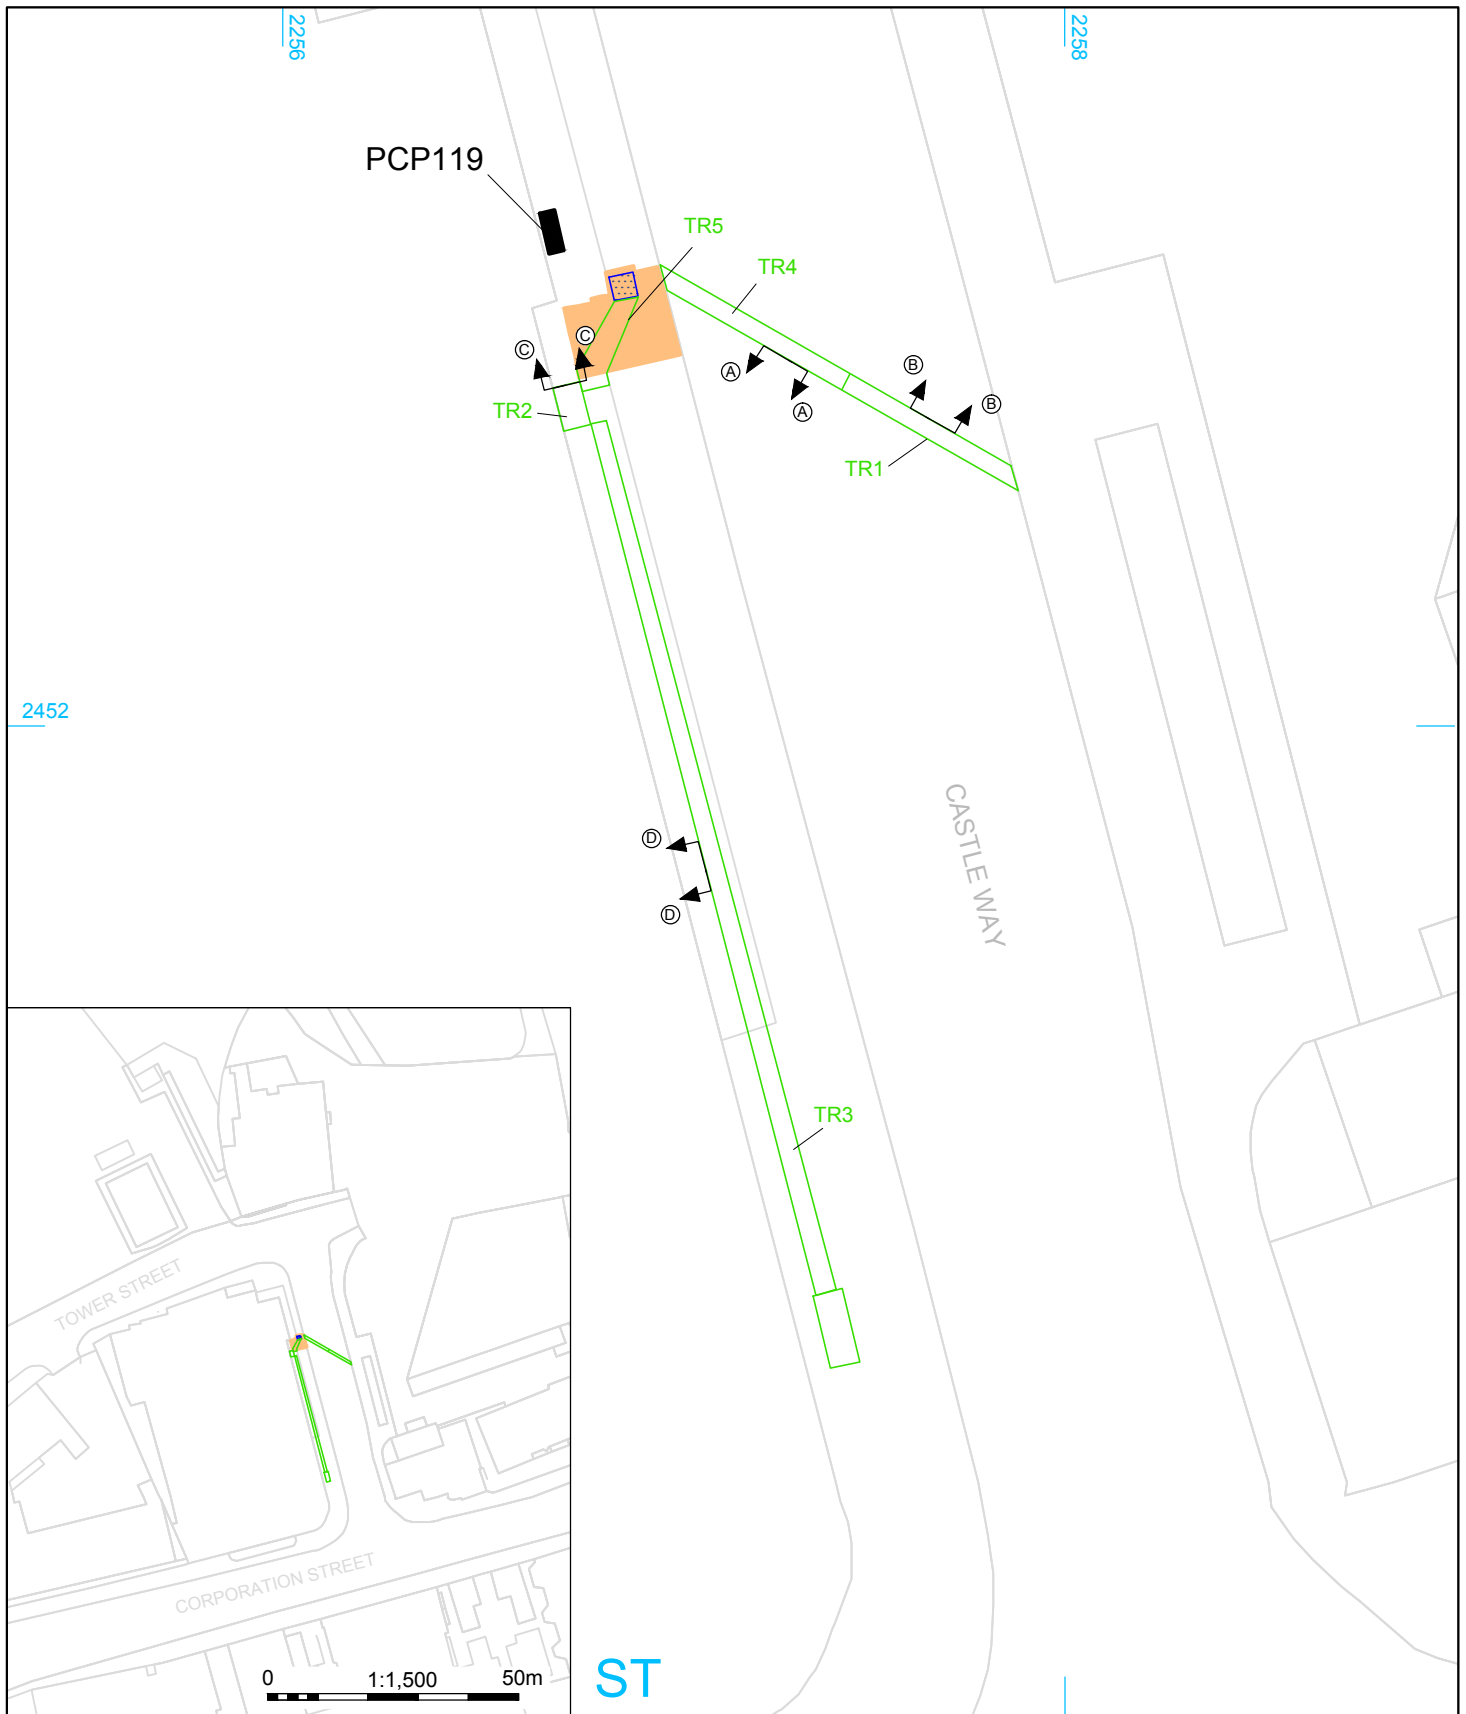 2256
2258
PCP119
TR5
TR4
C
C
A
A
B
B
TR2
TR1
2452
D
D
CASTLE WAY
TR3
TOWER STREET
CORPORATION STREET
0 1:1,500 50m
ST